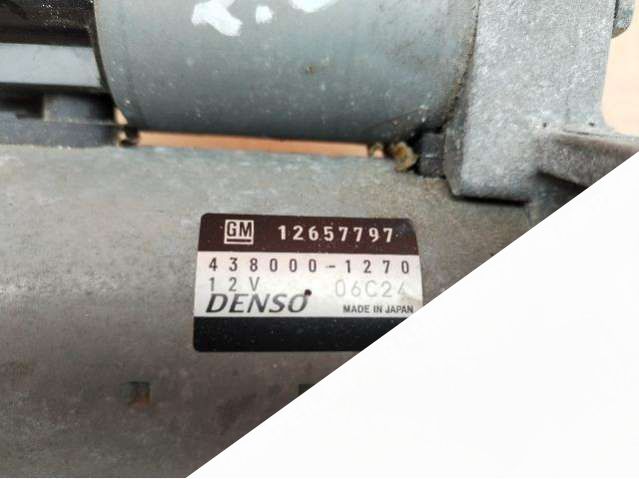 GM 12657797
438000-1270
12V 06C24
DENSO MADE IN JAPAN